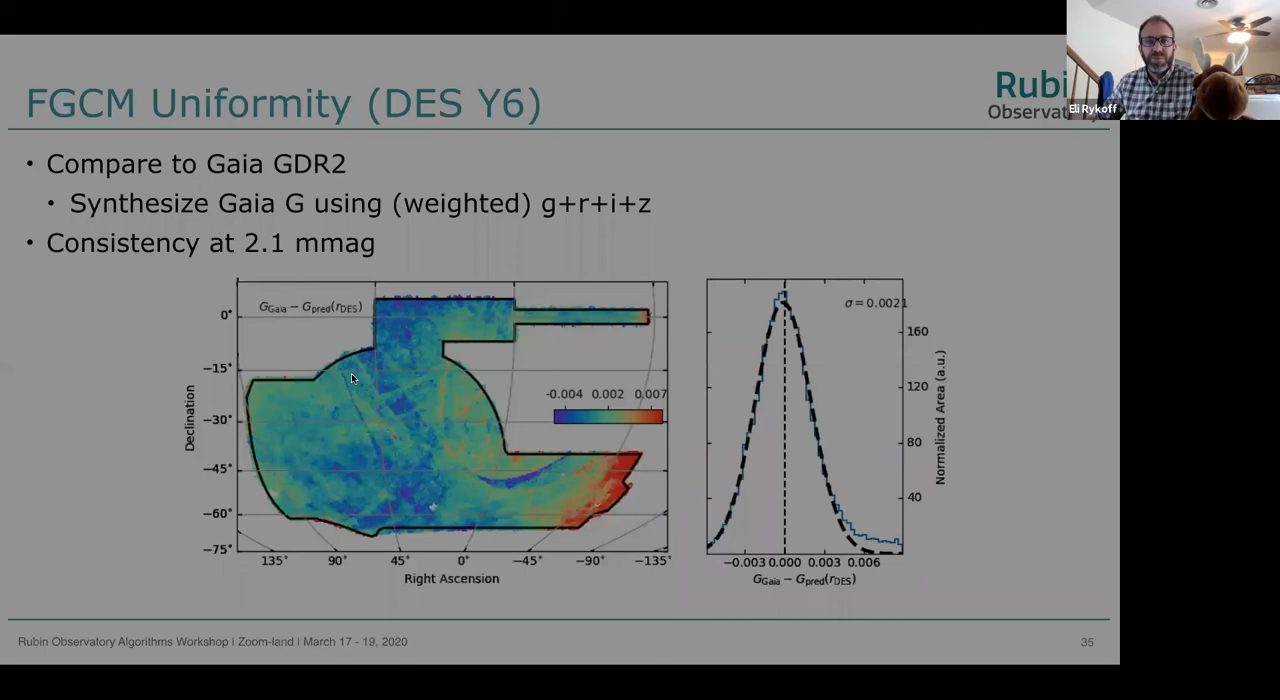 FGCM Uniformity (DES Y6)
Rubi
Observat
Eli Rykoff
• Compare to Gaia GDR2
• Synthesize Gaia G using (weighted) g+r+i+z
• Consistency at 2.1 mmag
G_Gaia − G_pred(r_DES)
0°
−15°
−30°
−45°
−60°
−75°
Declination
-0.004 0.002 0.007
135° 90° 45° 0° −45° −90° −135°
Right Ascension
σ = 0.0021
160
120
80
40
Normalized Area (a.u.)
−0.003 0.000 0.003 0.006
G_Gaia − G_pred(r_DES)
Rubin Observatory Algorithms Workshop | Zoom-land | March 17 - 19, 2020
35